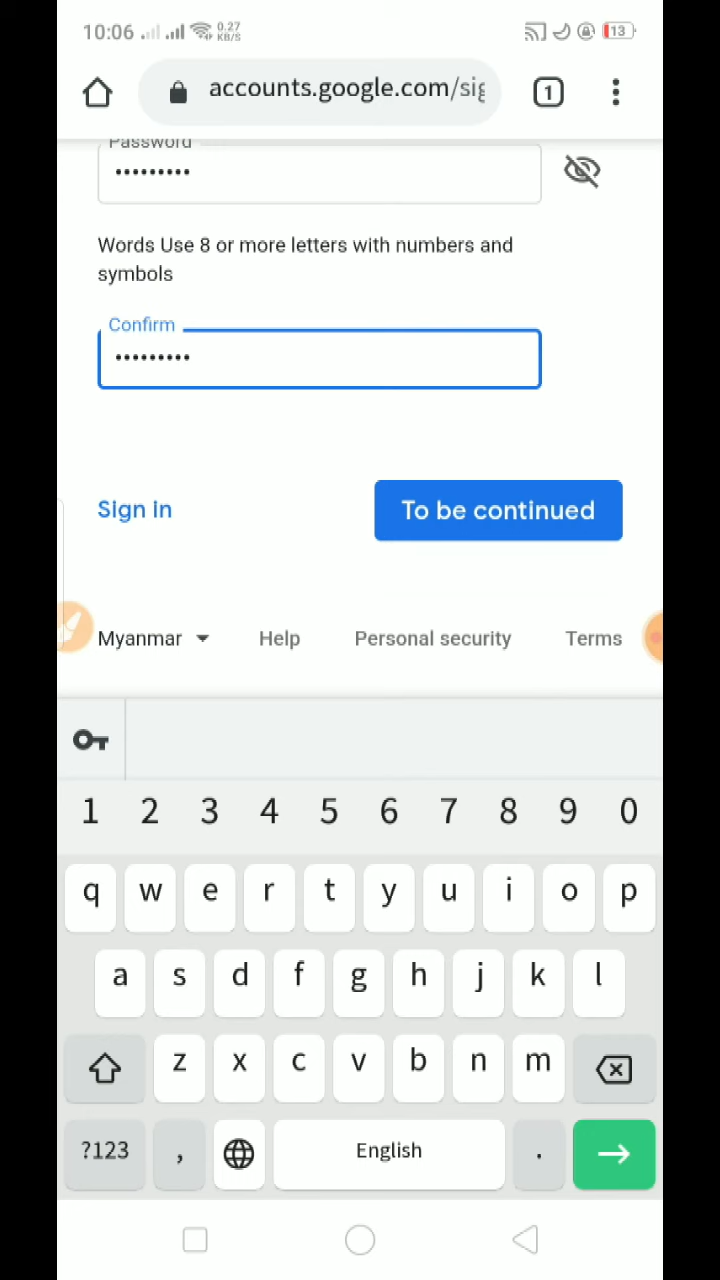 10:06 0.27 KB/S 13
accounts.google.com/sig 1
Password
•••••••••
Words Use 8 or more letters with numbers and
symbols
Confirm
•••••••••
Sign in To be continued
Myanmar Help Personal security Terms
1 2 3 4 5 6 7 8 9 0
q w e r t y u i o p
a s d f g h j k l
z x c v b n m
?123 , English .